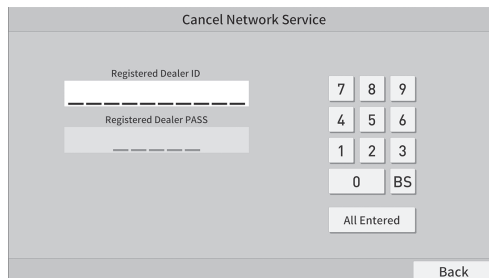 Cancel Network Service
Registered Dealer ID
Registered Dealer PASS
7 8 9
4 5 6
1 2 3
0 BS
All Entered
Back